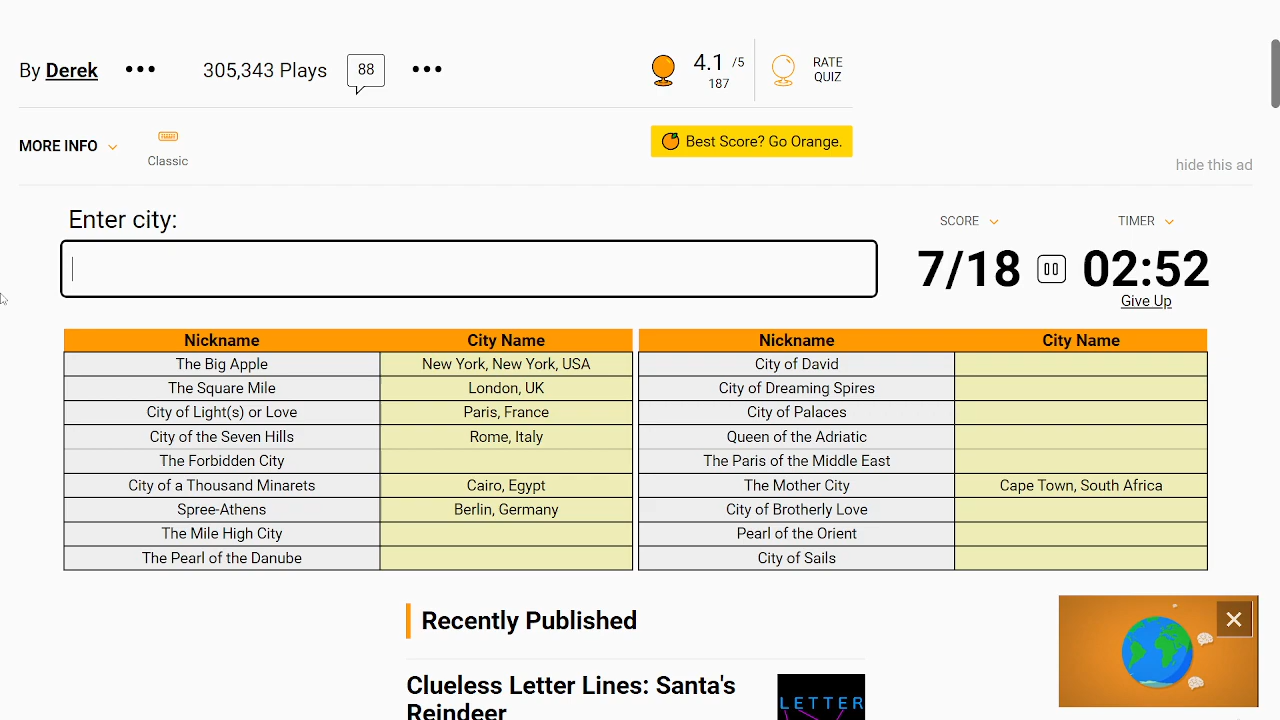 By Derek ••• 305,343 Plays 88 ••• 4.1 /5 187 RATE QUIZ
MORE INFO Classic Best Score? Go Orange.
hide this ad
Enter city:
SCORE TIMER
7/18 02:52
Give Up
Nickname City Name Nickname City Name
The Big Apple New York, New York, USA City of David
The Square Mile London, UK City of Dreaming Spires
City of Light(s) or Love Paris, France City of Palaces
City of the Seven Hills Rome, Italy Queen of the Adriatic
The Forbidden City The Paris of the Middle East
City of a Thousand Minarets Cairo, Egypt The Mother City Cape Town, South Africa
Spree-Athens Berlin, Germany City of Brotherly Love
The Mile High City Pearl of the Orient
The Pearl of the Danube City of Sails
Recently Published
Clueless Letter Lines: Santa's
Reindeer
LETTER